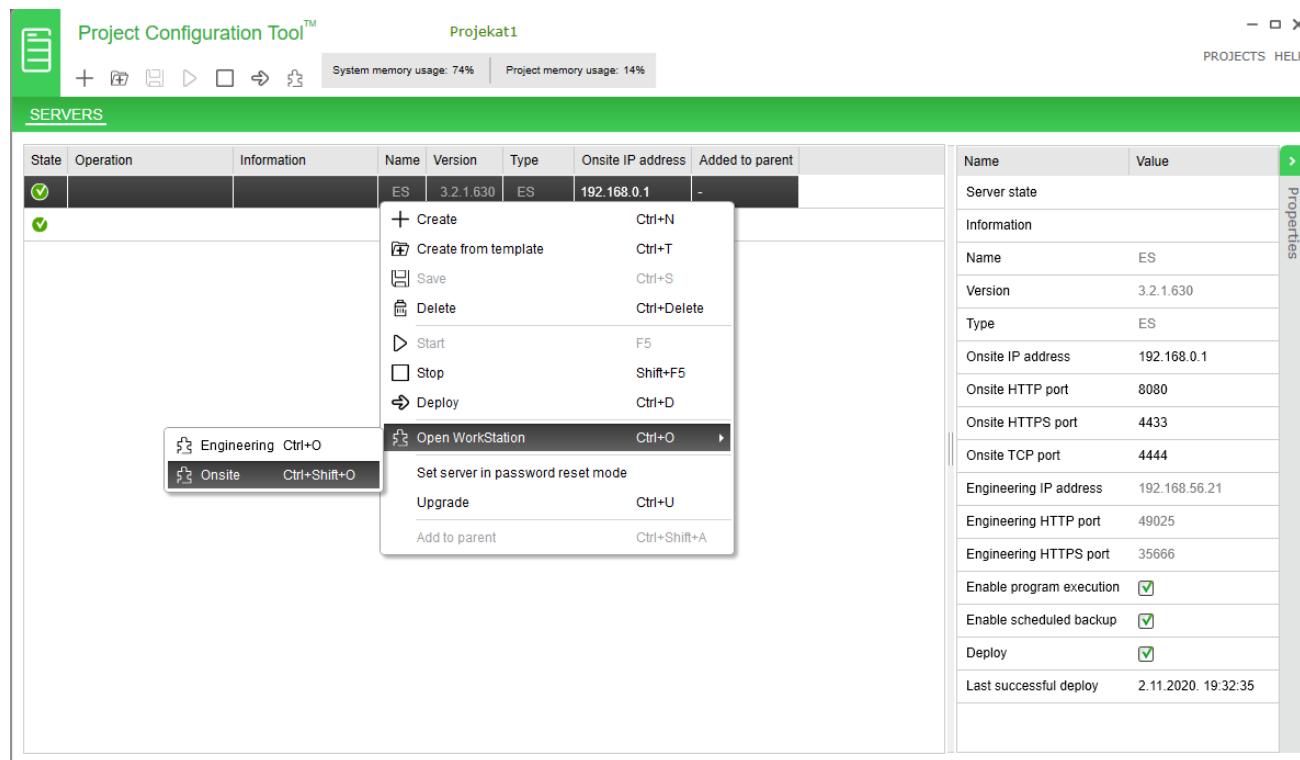 Project Configuration Tool™
Projekat1
System memory usage: 74% Project memory usage: 14%
PROJECTS HEL
SERVERS
State Operation Information Name Version Type Onsite IP address Added to parent
ES 3.2.1.630 ES 192.168.0.1 -
Create Ctrl+N
Create from template Ctrl+T
Save Ctrl+S
Delete Ctrl+Delete
Start F5
Stop Shift+F5
Deploy Ctrl+D
Open WorkStation Ctrl+O
Engineering Ctrl+O
Onsite Ctrl+Shift+O
Set server in password reset mode
Upgrade Ctrl+U
Add to parent Ctrl+Shift+A
Name Value
Server state
Information
Name ES
Version 3.2.1.630
Type ES
Onsite IP address 192.168.0.1
Onsite HTTP port 8080
Onsite HTTPS port 4433
Onsite TCP port 4444
Engineering IP address 192.168.56.21
Engineering HTTP port 49025
Engineering HTTPS port 35666
Enable program execution
Enable scheduled backup
Deploy
Last successful deploy 2.11.2020. 19:32:35
Properties